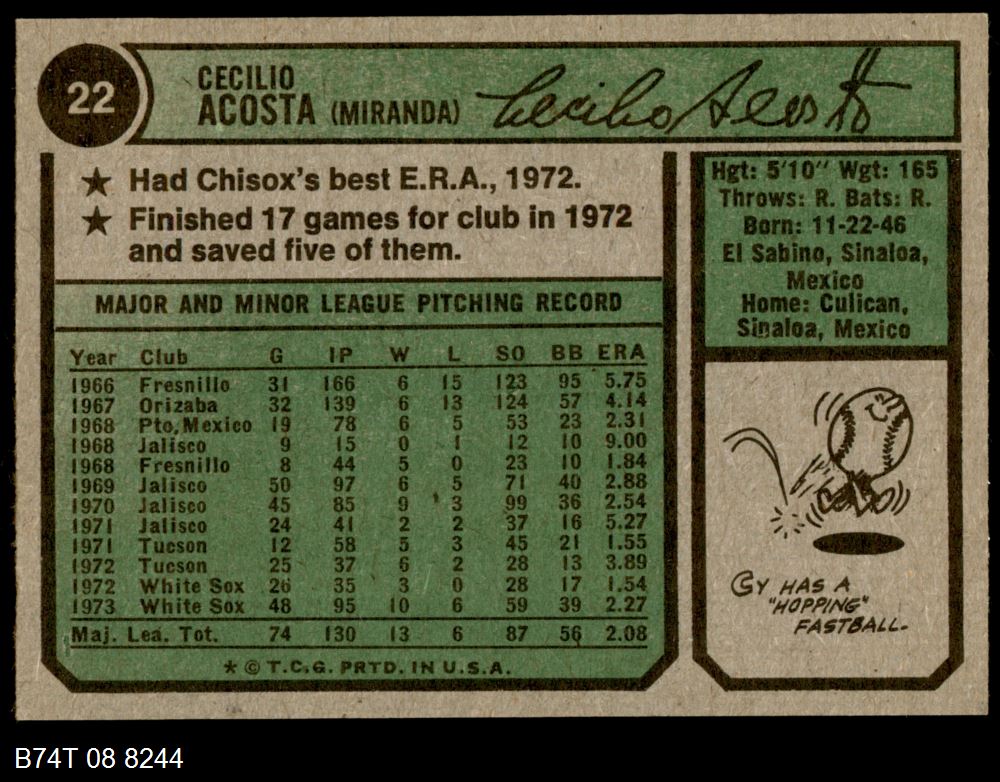 22
CECILIO
ACOSTA (MIRANDA)
Cecilio Acosta
★ Had Chisox's best E.R.A., 1972.
★ Finished 17 games for club in 1972
and saved five of them.
MAJOR AND MINOR LEAGUE PITCHING RECORD
Year Club G IP W L SO BB ERA
1966 Fresnillo 31 166 6 15 123 95 5.75
1967 Orizaba 32 139 6 13 124 57 4.14
1968 Pto. Mexico 19 78 6 5 53 23 2.31
1968 Jalisco 9 15 0 1 12 10 9.00
1968 Fresnillo 8 44 5 0 23 10 1.84
1969 Jalisco 50 97 6 5 71 40 2.88
1970 Jalisco 45 85 9 3 99 36 2.54
1971 Jalisco 24 41 2 2 37 16 5.27
1971 Tucson 12 58 5 3 45 21 1.55
1972 Tucson 25 37 6 2 28 13 3.89
1972 White Sox 26 35 3 0 28 17 1.54
1973 White Sox 48 95 10 6 59 39 2.27
Maj. Lea. Tot. 74 130 13 6 87 56 2.08
★ © T.C.G. PRTD. IN U.S.A.
Hgt: 5'10" Wgt: 165
Throws: R. Bats: R.
Born: 11-22-46
El Sabino, Sinaloa,
Mexico
Home: Culican,
Sinaloa, Mexico
CY HAS A
"HOPPING"
FASTBALL.
B74T 08 8244